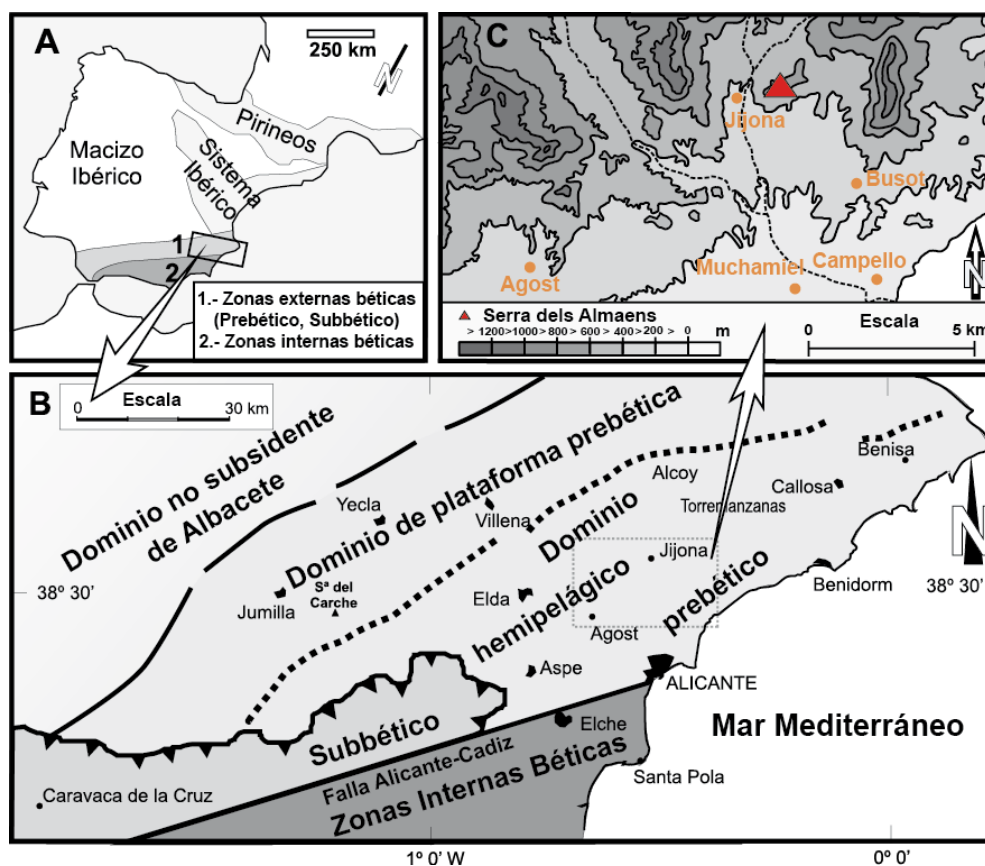 A
250 km
N
Pirineos
Macizo
Ibérico
Sistema
Ibérico
1
2
1.- Zonas externas béticas
(Prebético, Subbético)
2.- Zonas internas béticas
C
Jijona
Busot
Agost
Muchamiel
Campello
N
Serra dels Almaens
> 1200 >1000 > 800 > 600 > 400 >200 > 0 m
Escala
0 5 km
B
Escala
0 30 km
Dominio no subsidente
de Albacete
Dominio de plataforma prebética
Dominio
hemipelágico
prebético
Yecla
Villena
Alcoy
Benisa
Callosa
Torremanzanas
Jijona
Benidorm
N
38º 30’
38º 30’
Jumilla
Sª del
Carche
Elda
Agost
Aspe
ALICANTE
Subbético
Elche
Mar Mediterráneo
Falla Alicante-Cadiz
Zonas Internas Béticas
Santa Pola
Caravaca de la Cruz
1º 0’ W
0º 0’